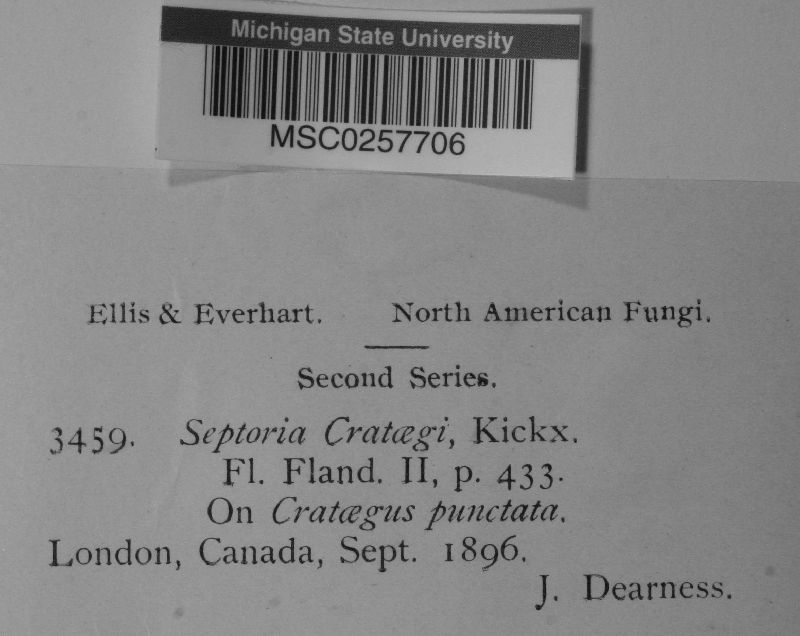 Michigan State University
MSC0257706
Ellis & Everhart. North American Fungi.
Second Series.
3459. Septoria Cratægi, Kickx.
Fl. Fland. II, p. 433.
On Cratægus punctata.
London, Canada, Sept. 1896.
J. Dearness.